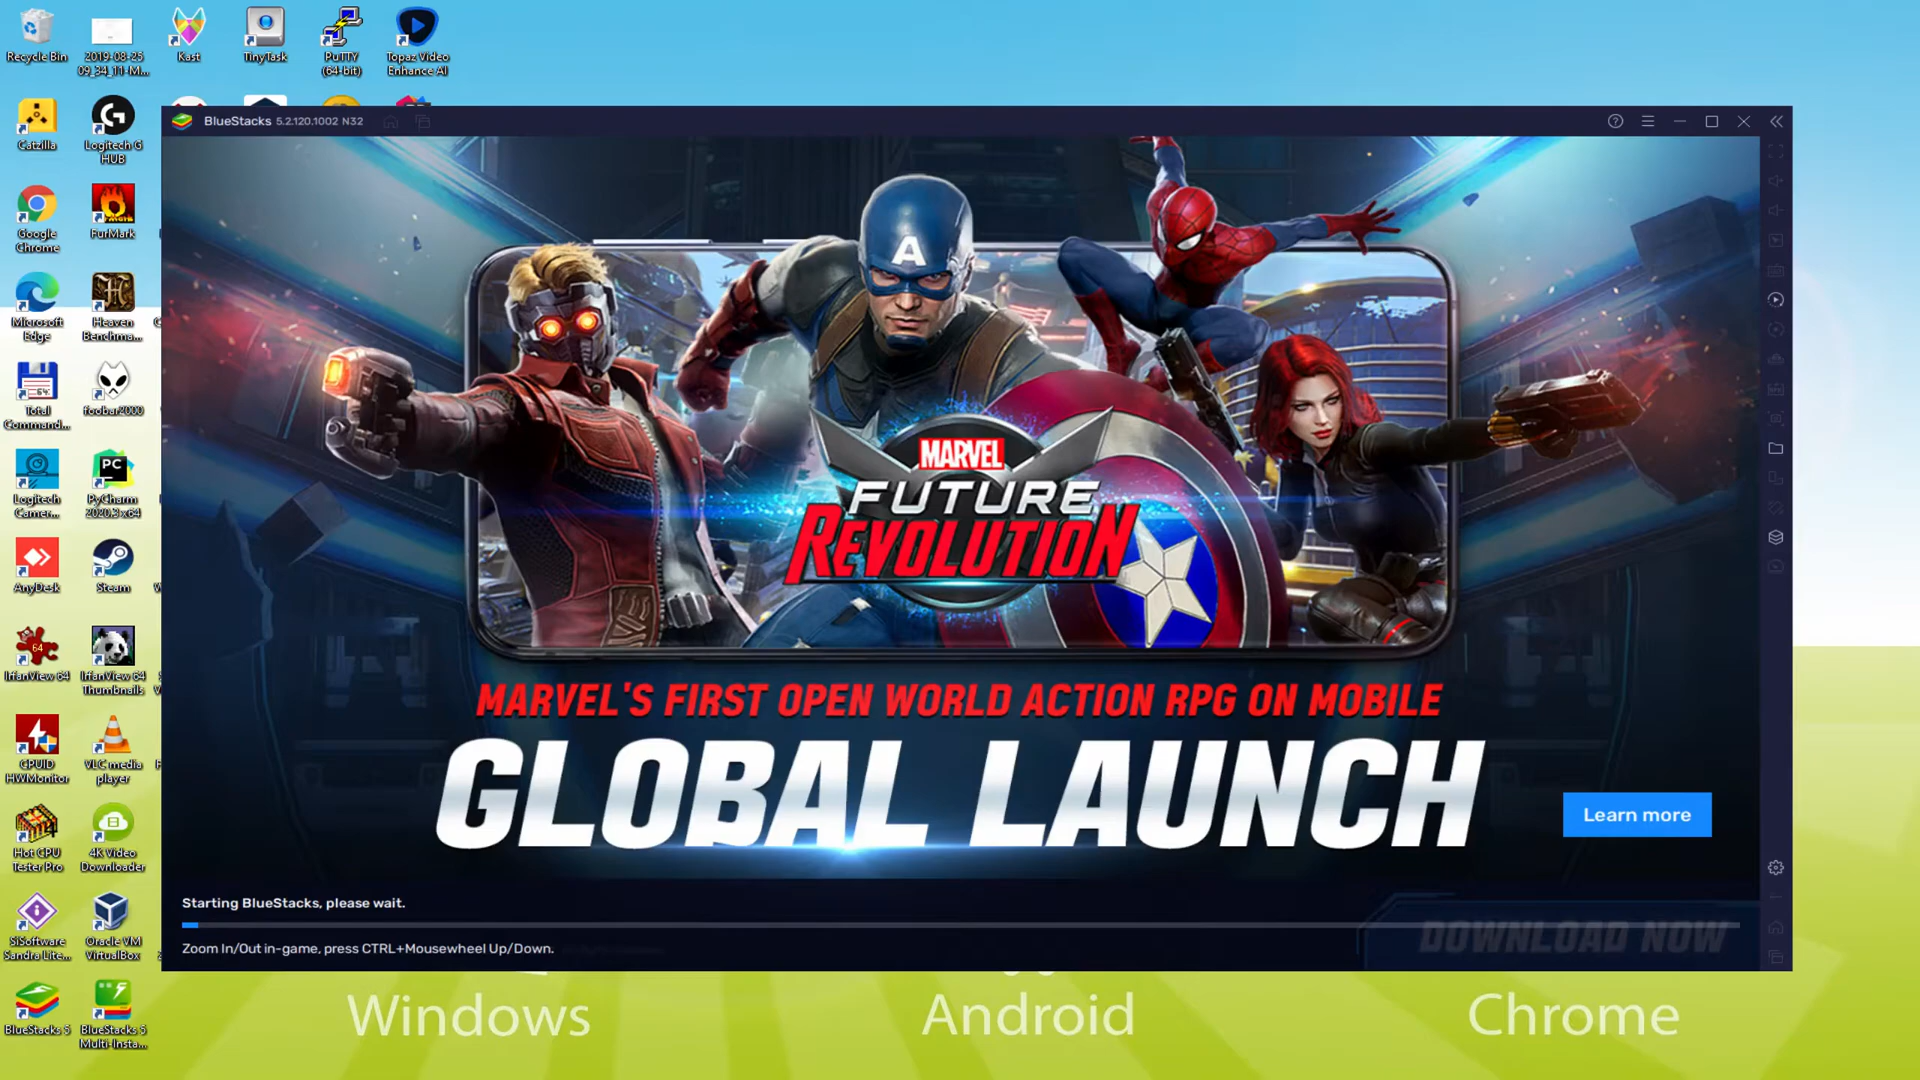 Recycle Bin
2019-08-25
09_34_11-M...
Kast
TinyTask
PuTTY
(64-bit)
Topaz Video
Enhance AI
Catzilla
Logitech G
HUB
Google
Chrome
FurMark
Microsoft
Edge
Heaven
Benchma...
Total
Command...
foobar2000
Logitech
Camer...
PyCharm
2020.3 x64
AnyDesk
Steam
IrfanView 64
IrfanView 64
Thumbnails
CPUID
HWMonitor
VLC media
player
Hot CPU
Tester Pro
4K Video
Downloader
SiSoftware
Sandra Lite...
Oracle VM
VirtualBox
BlueStacks 5
BlueStacks 5
Multi-Insta...
BlueStacks 5.2.120.1002 N32
A
MARVEL
FUTURE
REVOLUTION
MARVEL'S FIRST OPEN WORLD ACTION RPG ON MOBILE
GLOBAL LAUNCH
Learn more
Starting BlueStacks, please wait.
DOWNLOAD NOW
Zoom In/Out in-game, press CTRL+Mousewheel Up/Down.
Windows
Android
Chrome